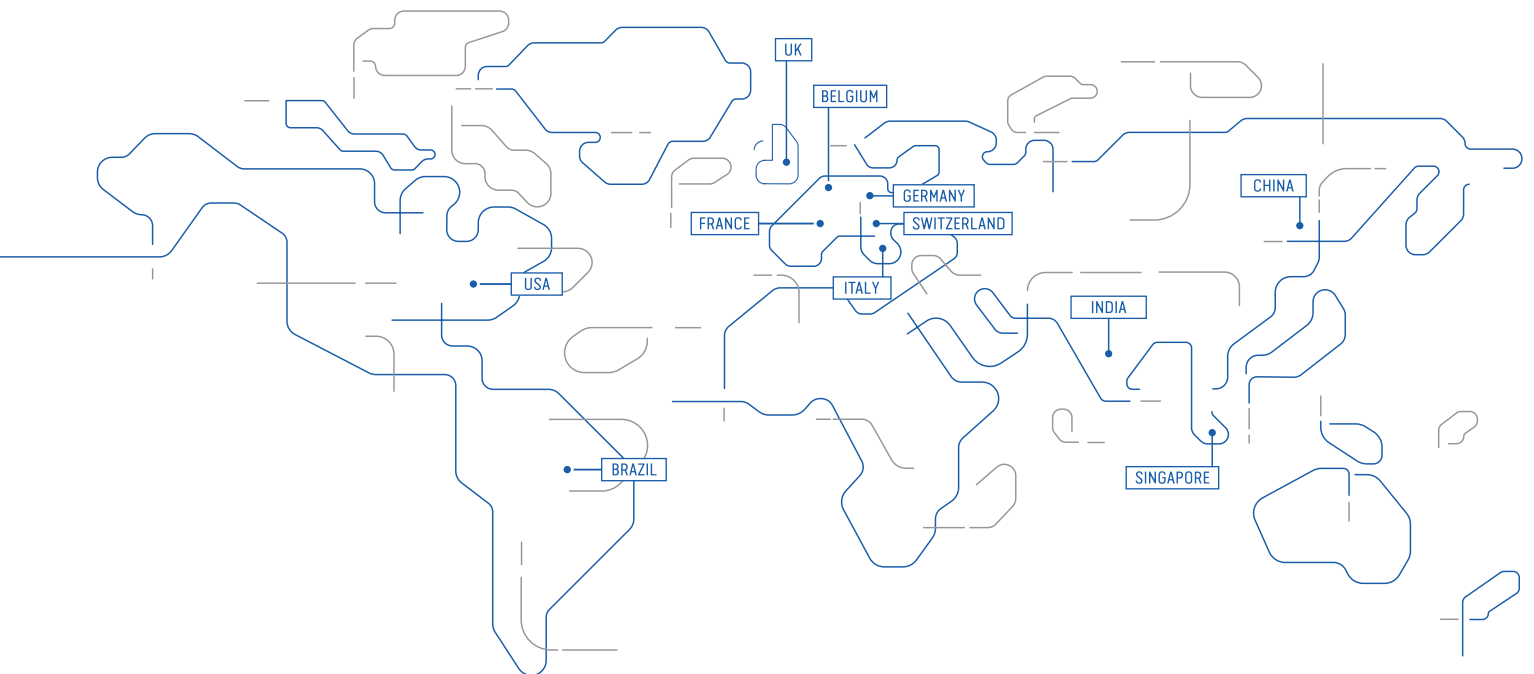 UK
BELGIUM
CHINA
GERMANY
FRANCE
SWITZERLAND
USA
ITALY
INDIA
BRAZIL
SINGAPORE